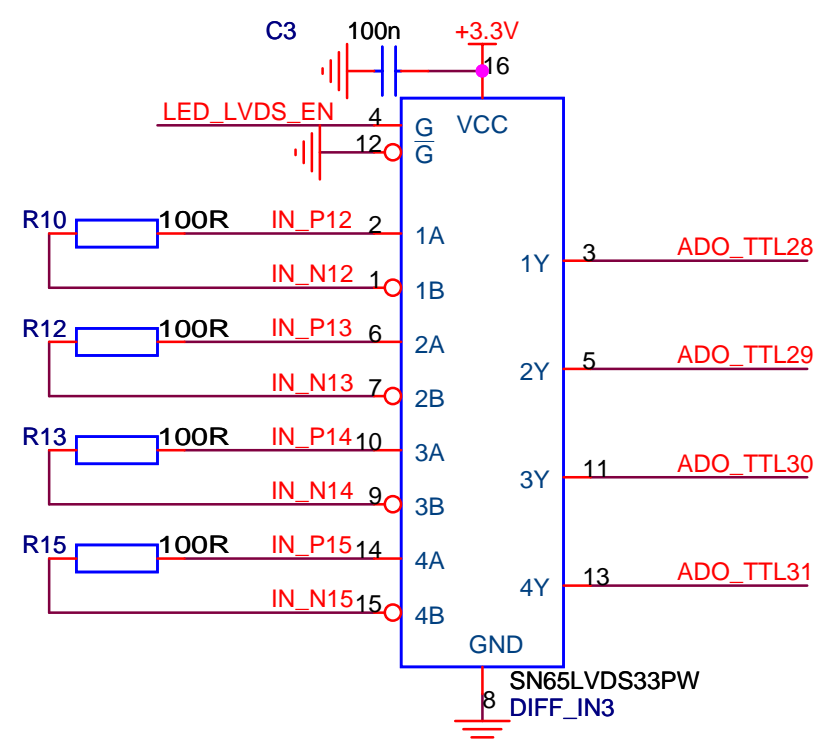 C3 100n +3.3V
16
LED_LVDS_EN 4 G VCC
12 G
R10 100R IN_P12 2 1A
1Y 3 ADO_TTL28
IN_N12 1 1B
R12 100R IN_P13 6 2A
2Y 5 ADO_TTL29
IN_N13 7 2B
R13 100R IN_P14 10 3A
3Y 11 ADO_TTL30
IN_N14 9 3B
R15 100R IN_P15 14 4A
4Y 13 ADO_TTL31
IN_N15 15 4B
GND
SN65LVDS33PW
8 DIFF_IN3